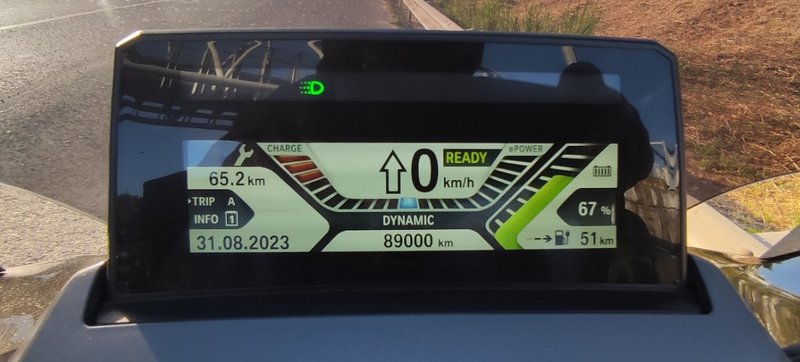 CHARGE
ePOWER
READY
0 km/h
65.2 km
TRIP A
INFO 1
31.08.2023
DYNAMIC
89000 km
67 %
51 km